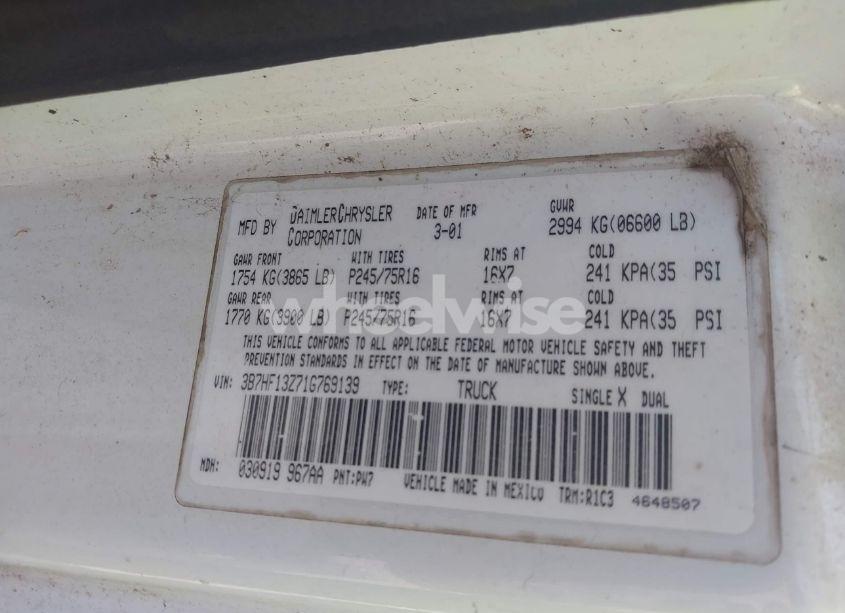 MFD BY DAIMLERCHRYSLER CORPORATION DATE OF MFR 3-01 GVWR 2994 KG(06600 LB)
GAWR FRONT WITH TIRES RIMS AT COLD
1754 KG(3865 LB) P245/75R16 16X7 241 KPA(35 PSI
GAWR REAR WITH TIRES RIMS AT COLD
1770 KG(3900 LB) P245/75R16 16X7 241 KPA(35 PSI
THIS VEHICLE CONFORMS TO ALL APPLICABLE FEDERAL MOTOR VEHICLE SAFETY AND THEFT
PREVENTION STANDARDS IN EFFECT ON THE DATE OF MANUFACTURE SHOWN ABOVE.
VIN: 3B7HF13Z71G769139 TYPE: TRUCK SINGLE X DUAL
MDH: 030919 967AA PNT:PW7 VEHICLE MADE IN MEXICO TRM:R1C3 4648507
wheelwise